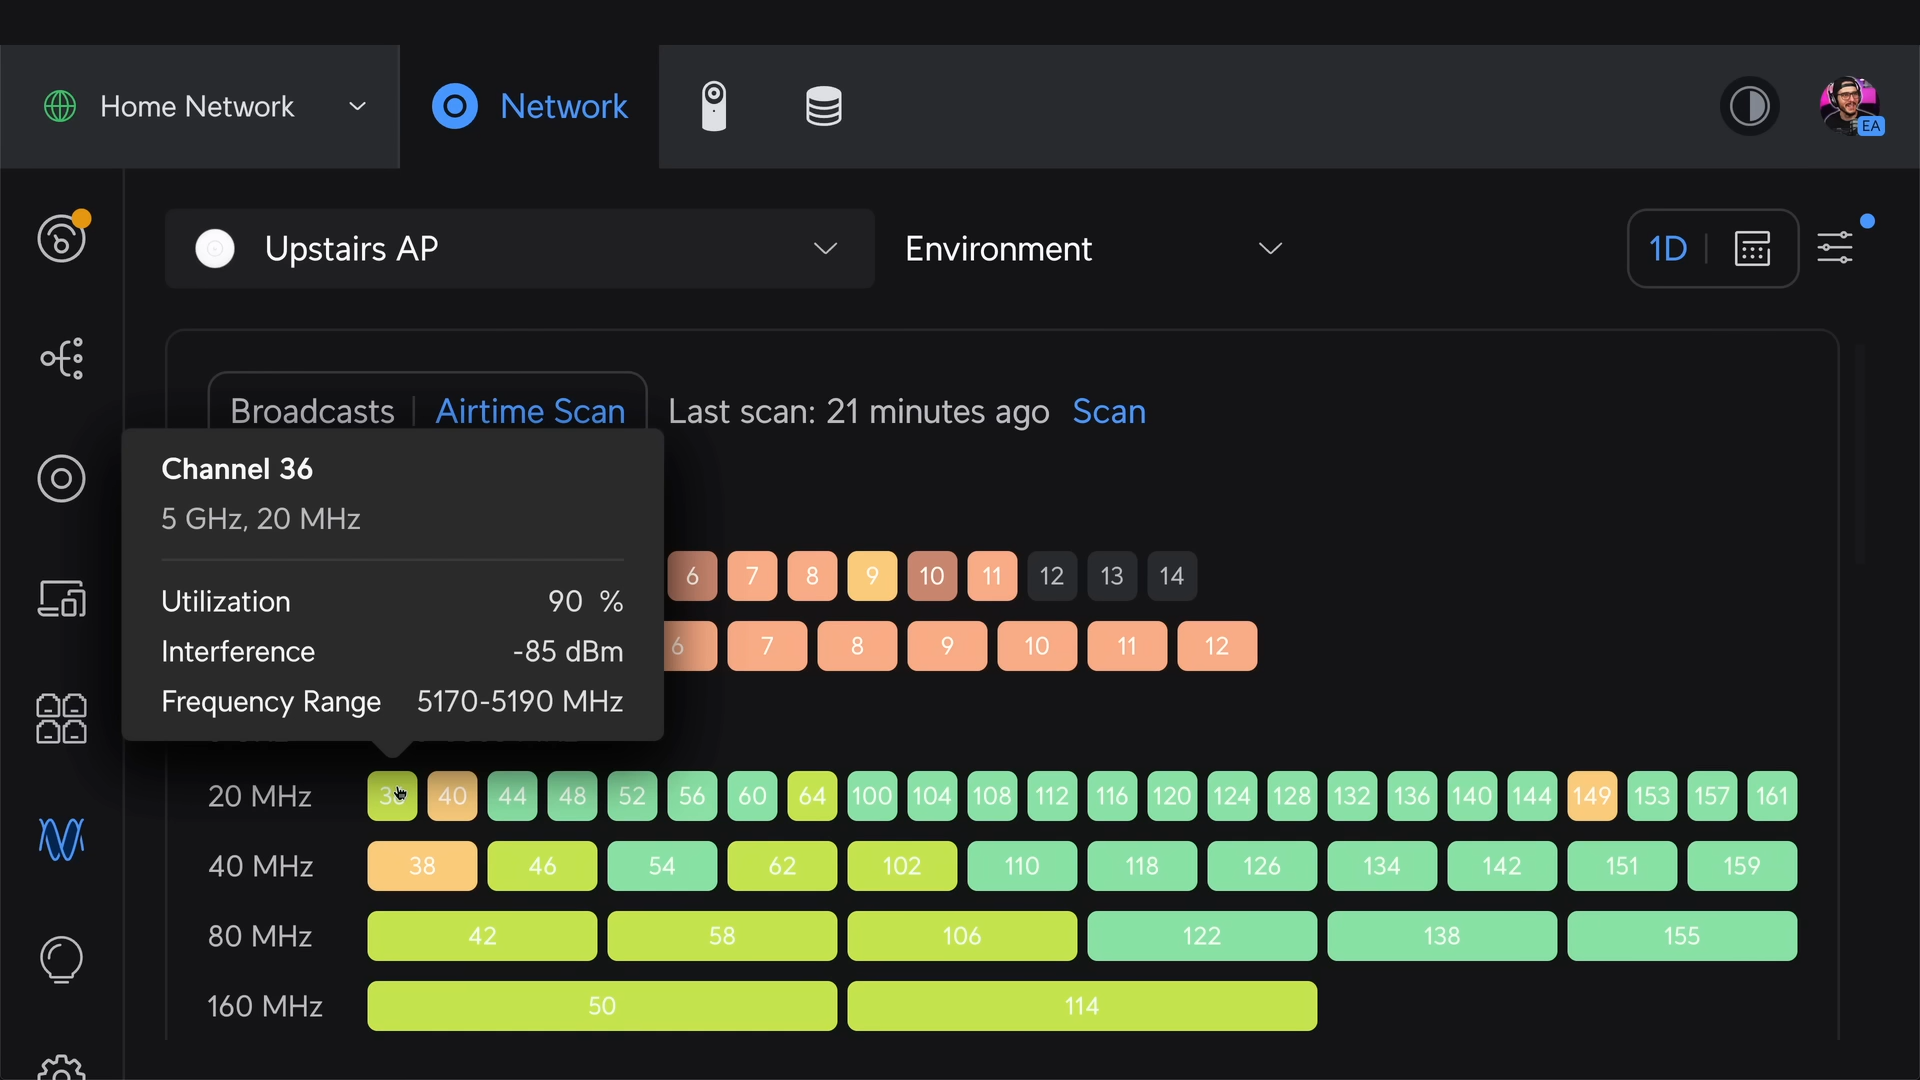 Home Network
Network
EA
Upstairs AP
Environment
1D
Broadcasts
Airtime Scan
Last scan: 21 minutes ago
Scan
Channel 36
5 GHz, 20 MHz
Utilization 90 %
Interference -85 dBm
Frequency Range 5170-5190 MHz
6 7 8 9 10 11 12 13 14
6 7 8 9 10 11 12
20 MHz 40 44 48 52 56 60 64 100 104 108 112 116 120 124 128 132 136 140 144 149 153 157 161
40 MHz 38 46 54 62 102 110 118 126 134 142 151 159
80 MHz 42 58 106 122 138 155
160 MHz 50 114